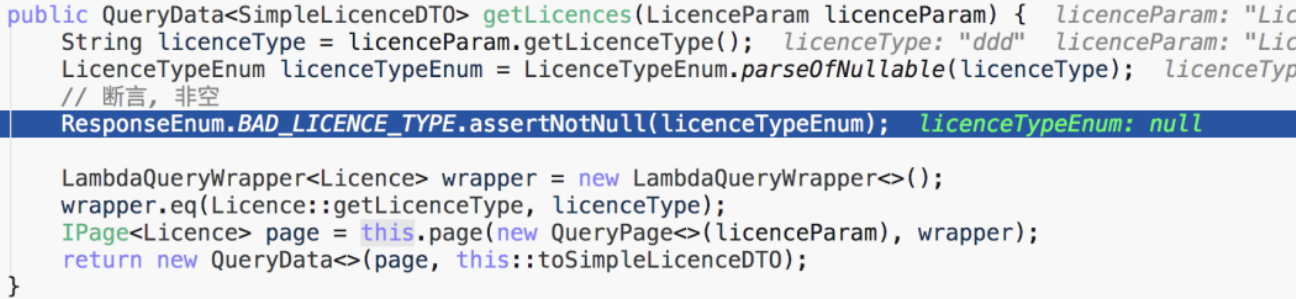 public QueryData<SimpleLicenceDTO> getLicences(LicenceParam licenceParam) { licenceParam: "Lic
String licenceType = licenceParam.getLicenceType(); licenceType: "ddd" licenceParam: "Lic
LicenceTypeEnum licenceTypeEnum = LicenceTypeEnum.parseOfNullable(licenceType); licenceTyp
// 断言, 非空
ResponseEnum.BAD_LICENCE_TYPE.assertNotNull(licenceTypeEnum); licenceTypeEnum: null
LambdaQueryWrapper<Licence> wrapper = new LambdaQueryWrapper<>();
wrapper.eq(Licence::getLicenceType, licenceType);
IPage<Licence> page = this.page(new QueryPage<>(licenceParam), wrapper);
return new QueryData<>(page, this::toSimpleLicenceDTO);
}